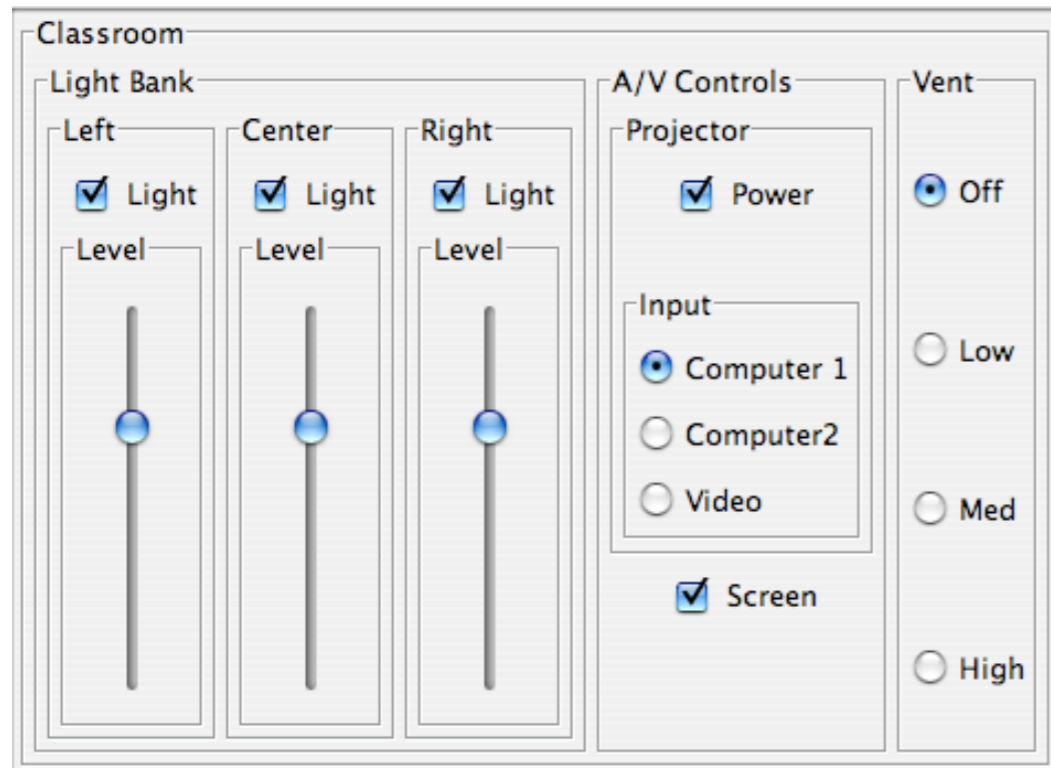 Classroom
Light Bank
Left
Light
Level
Center
Light
Level
Right
Light
Level
A/V Controls
Projector
Power
Input
Computer 1
Computer2
Video
Screen
Vent
Off
Low
Med
High